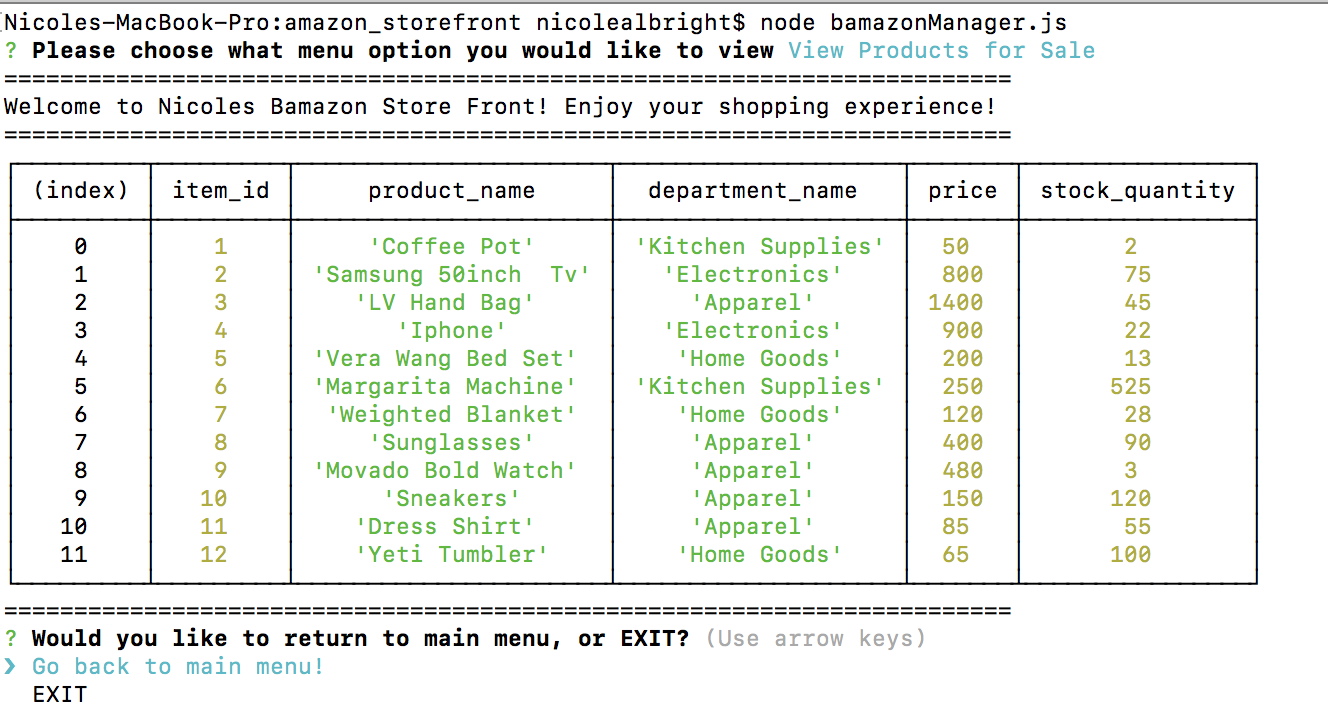 Nicoles-MacBook-Pro:amazon_storefront nicolealbright$ node bamazonManager.js
? Please choose what menu option you would like to view View Products for Sale
========================================================================
Welcome to Nicoles Bamazon Store Front! Enjoy your shopping experience!
========================================================================
(index) item_id product_name department_name price stock_quantity
0 1 'Coffee Pot' 'Kitchen Supplies' 50 2
1 2 'Samsung 50inch  Tv' 'Electronics' 800 75
2 3 'LV Hand Bag' 'Apparel' 1400 45
3 4 'Iphone' 'Electronics' 900 22
4 5 'Vera Wang Bed Set' 'Home Goods' 200 13
5 6 'Margarita Machine' 'Kitchen Supplies' 250 525
6 7 'Weighted Blanket' 'Home Goods' 120 28
7 8 'Sunglasses' 'Apparel' 400 90
8 9 'Movado Bold Watch' 'Apparel' 480 3
9 10 'Sneakers' 'Apparel' 150 120
10 11 'Dress Shirt' 'Apparel' 85 55
11 12 'Yeti Tumbler' 'Home Goods' 65 100
========================================================================
? Would you like to return to main menu, or EXIT? (Use arrow keys)
❯ Go back to main menu!
EXIT